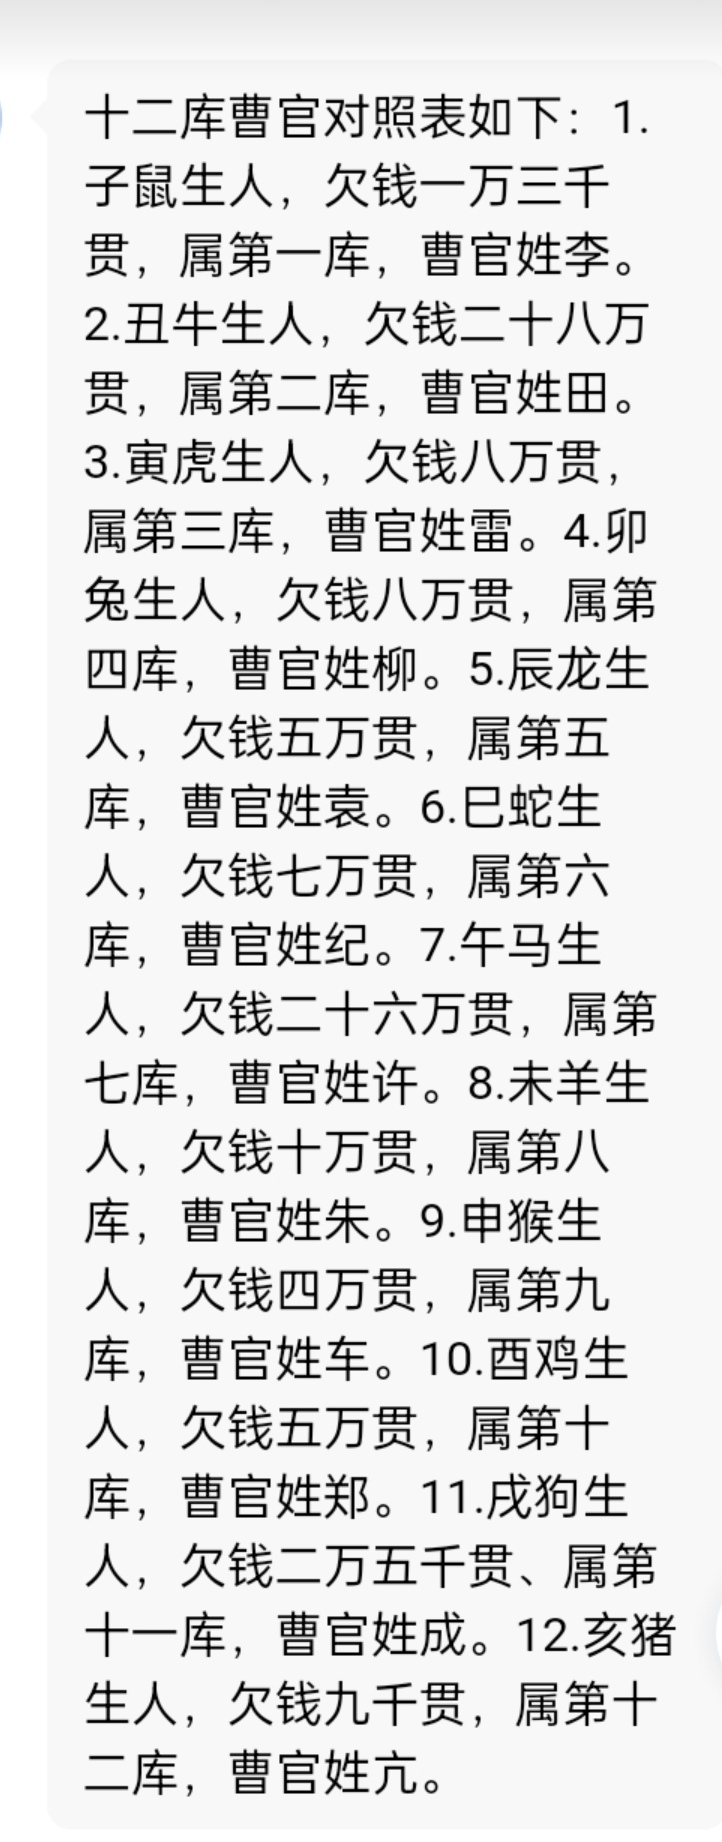 十二库曹官对照表如下：1.
子鼠生人，欠钱一万三千
贯，属第一库，曹官姓李。
2.丑牛生人，欠钱二十八万
贯，属第二库，曹官姓田。
3.寅虎生人，欠钱八万贯，
属第三库，曹官姓雷。4.卯
兔生人，欠钱八万贯，属第
四库，曹官姓柳。5.辰龙生
人，欠钱五万贯，属第五
库，曹官姓袁。6.巳蛇生
人，欠钱七万贯，属第六
库，曹官姓纪。7.午马生
人，欠钱二十六万贯，属第
七库，曹官姓许。8.未羊生
人，欠钱十万贯，属第八
库，曹官姓朱。9.申猴生
人，欠钱四万贯，属第九
库，曹官姓车。10.酉鸡生
人，欠钱五万贯，属第十
库，曹官姓郑。11.戌狗生
人，欠钱二万五千贯、属第
十一库，曹官姓成。12.亥猪
生人，欠钱九千贯，属第十
二库，曹官姓亢。